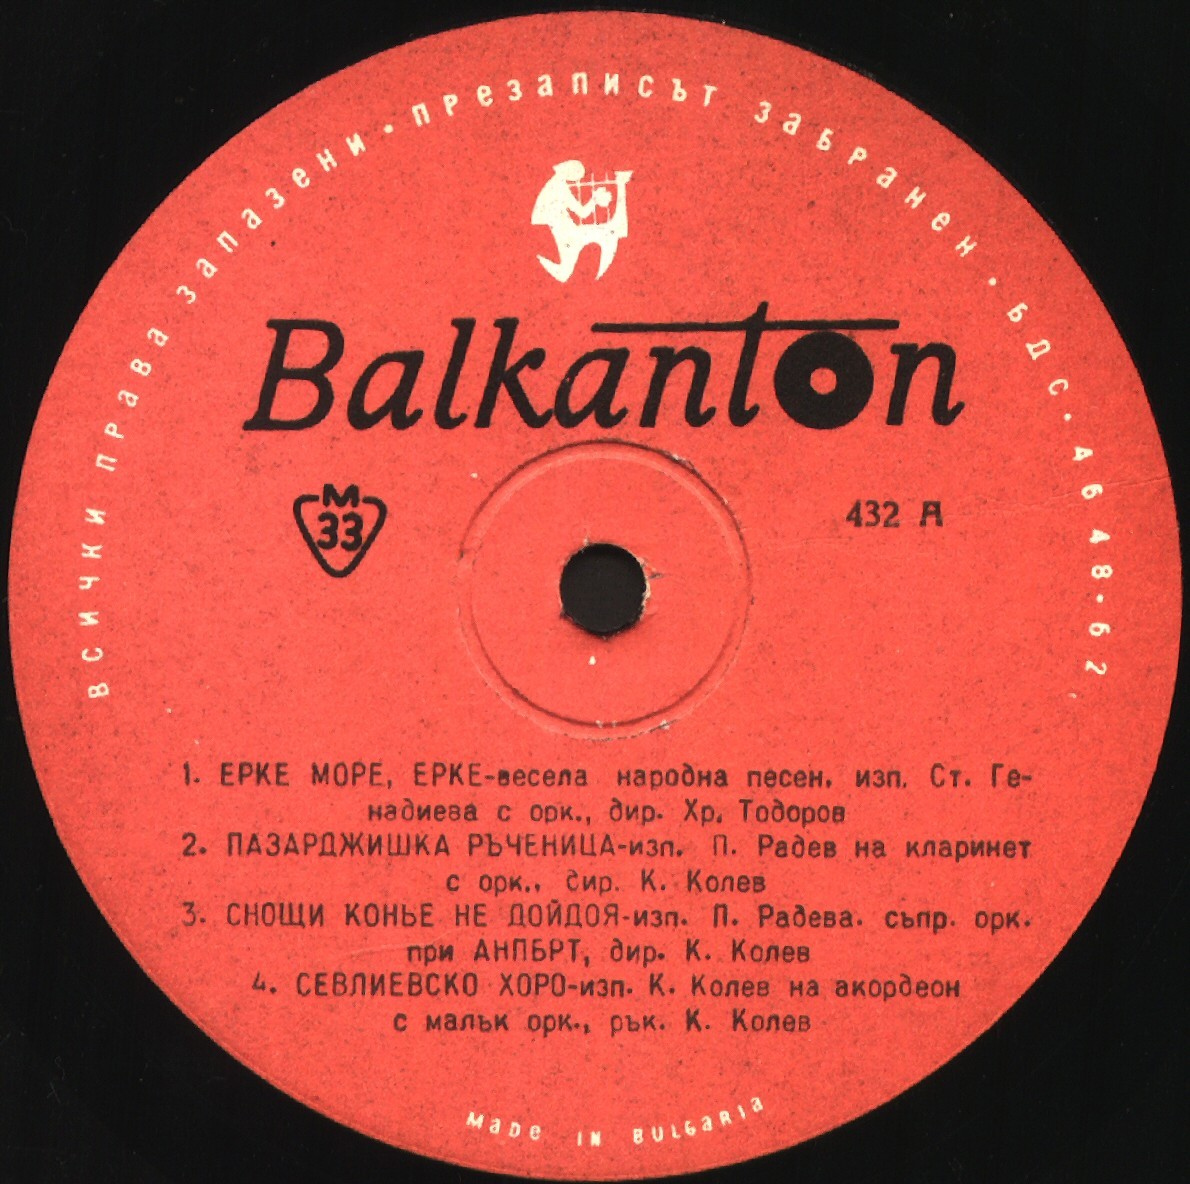 ВСИЧКИ ПРАВА ЗАПАЗЕНИ · ПРЕЗАПИСЪТ ЗАБРАНЕН · БДС · 46 48 · 62
Balkanton
М
33
432 А
1. ЕРКЕ МОРЕ, ЕРКЕ-весела народна песен, изп. Ст. Ге-
надиева с орк., дир. Хр. Тодоров
2. ПАЗАРДЖИШКА РЪЧЕНИЦА-изп. П. Радев на кларинет
с орк., дир. К. Колев
3. СНОЩИ КОНЬЕ НЕ ДОЙДОЯ-изп. П. Радева. съпр. орк.
при АНПБРТ, дир. К. Колев
4. СЕВЛИЕВСКО ХОРО-изп. К. Колев на акордеон
с малък орк., рък. К. Колев
MADE IN BULGARIA